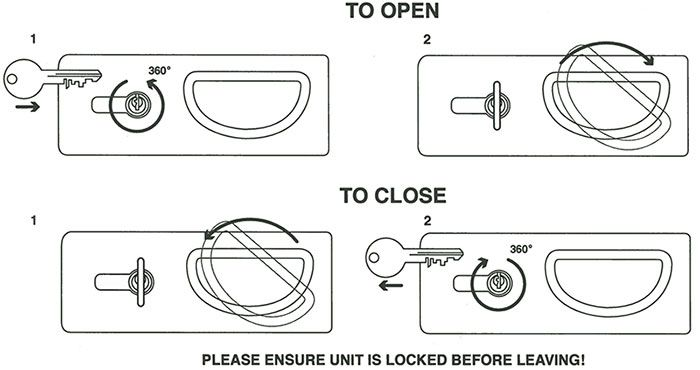 TO OPEN
1
360°
2
TO CLOSE
1
2
360°
PLEASE ENSURE UNIT IS LOCKED BEFORE LEAVING!